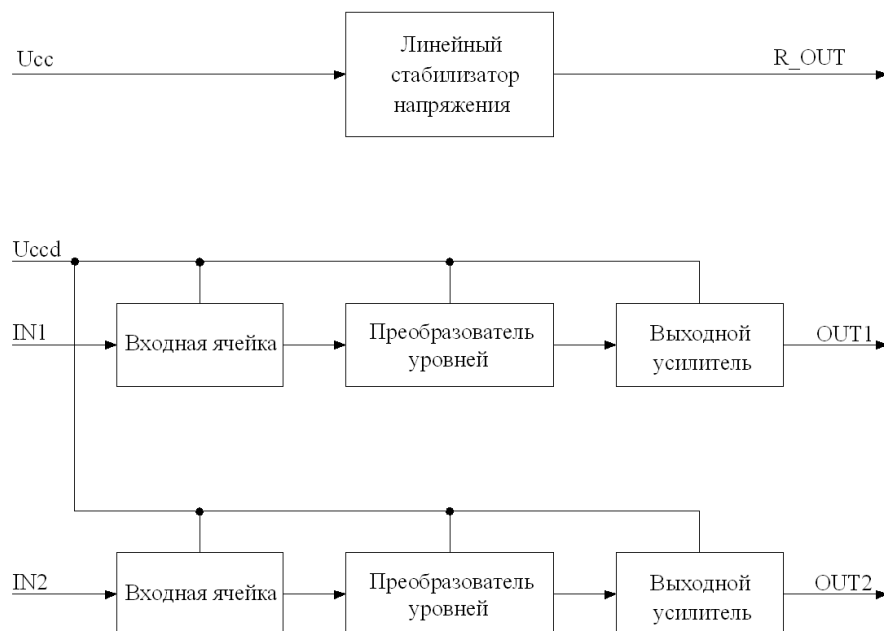 Ucc
Линейный
стабилизатор
напряжения
R_OUT
Uccd
IN1
Входная ячейка
Преобразователь
уровней
Выходной
усилитель
OUT1
IN2
Входная ячейка
Преобразователь
уровней
Выходной
усилитель
OUT2